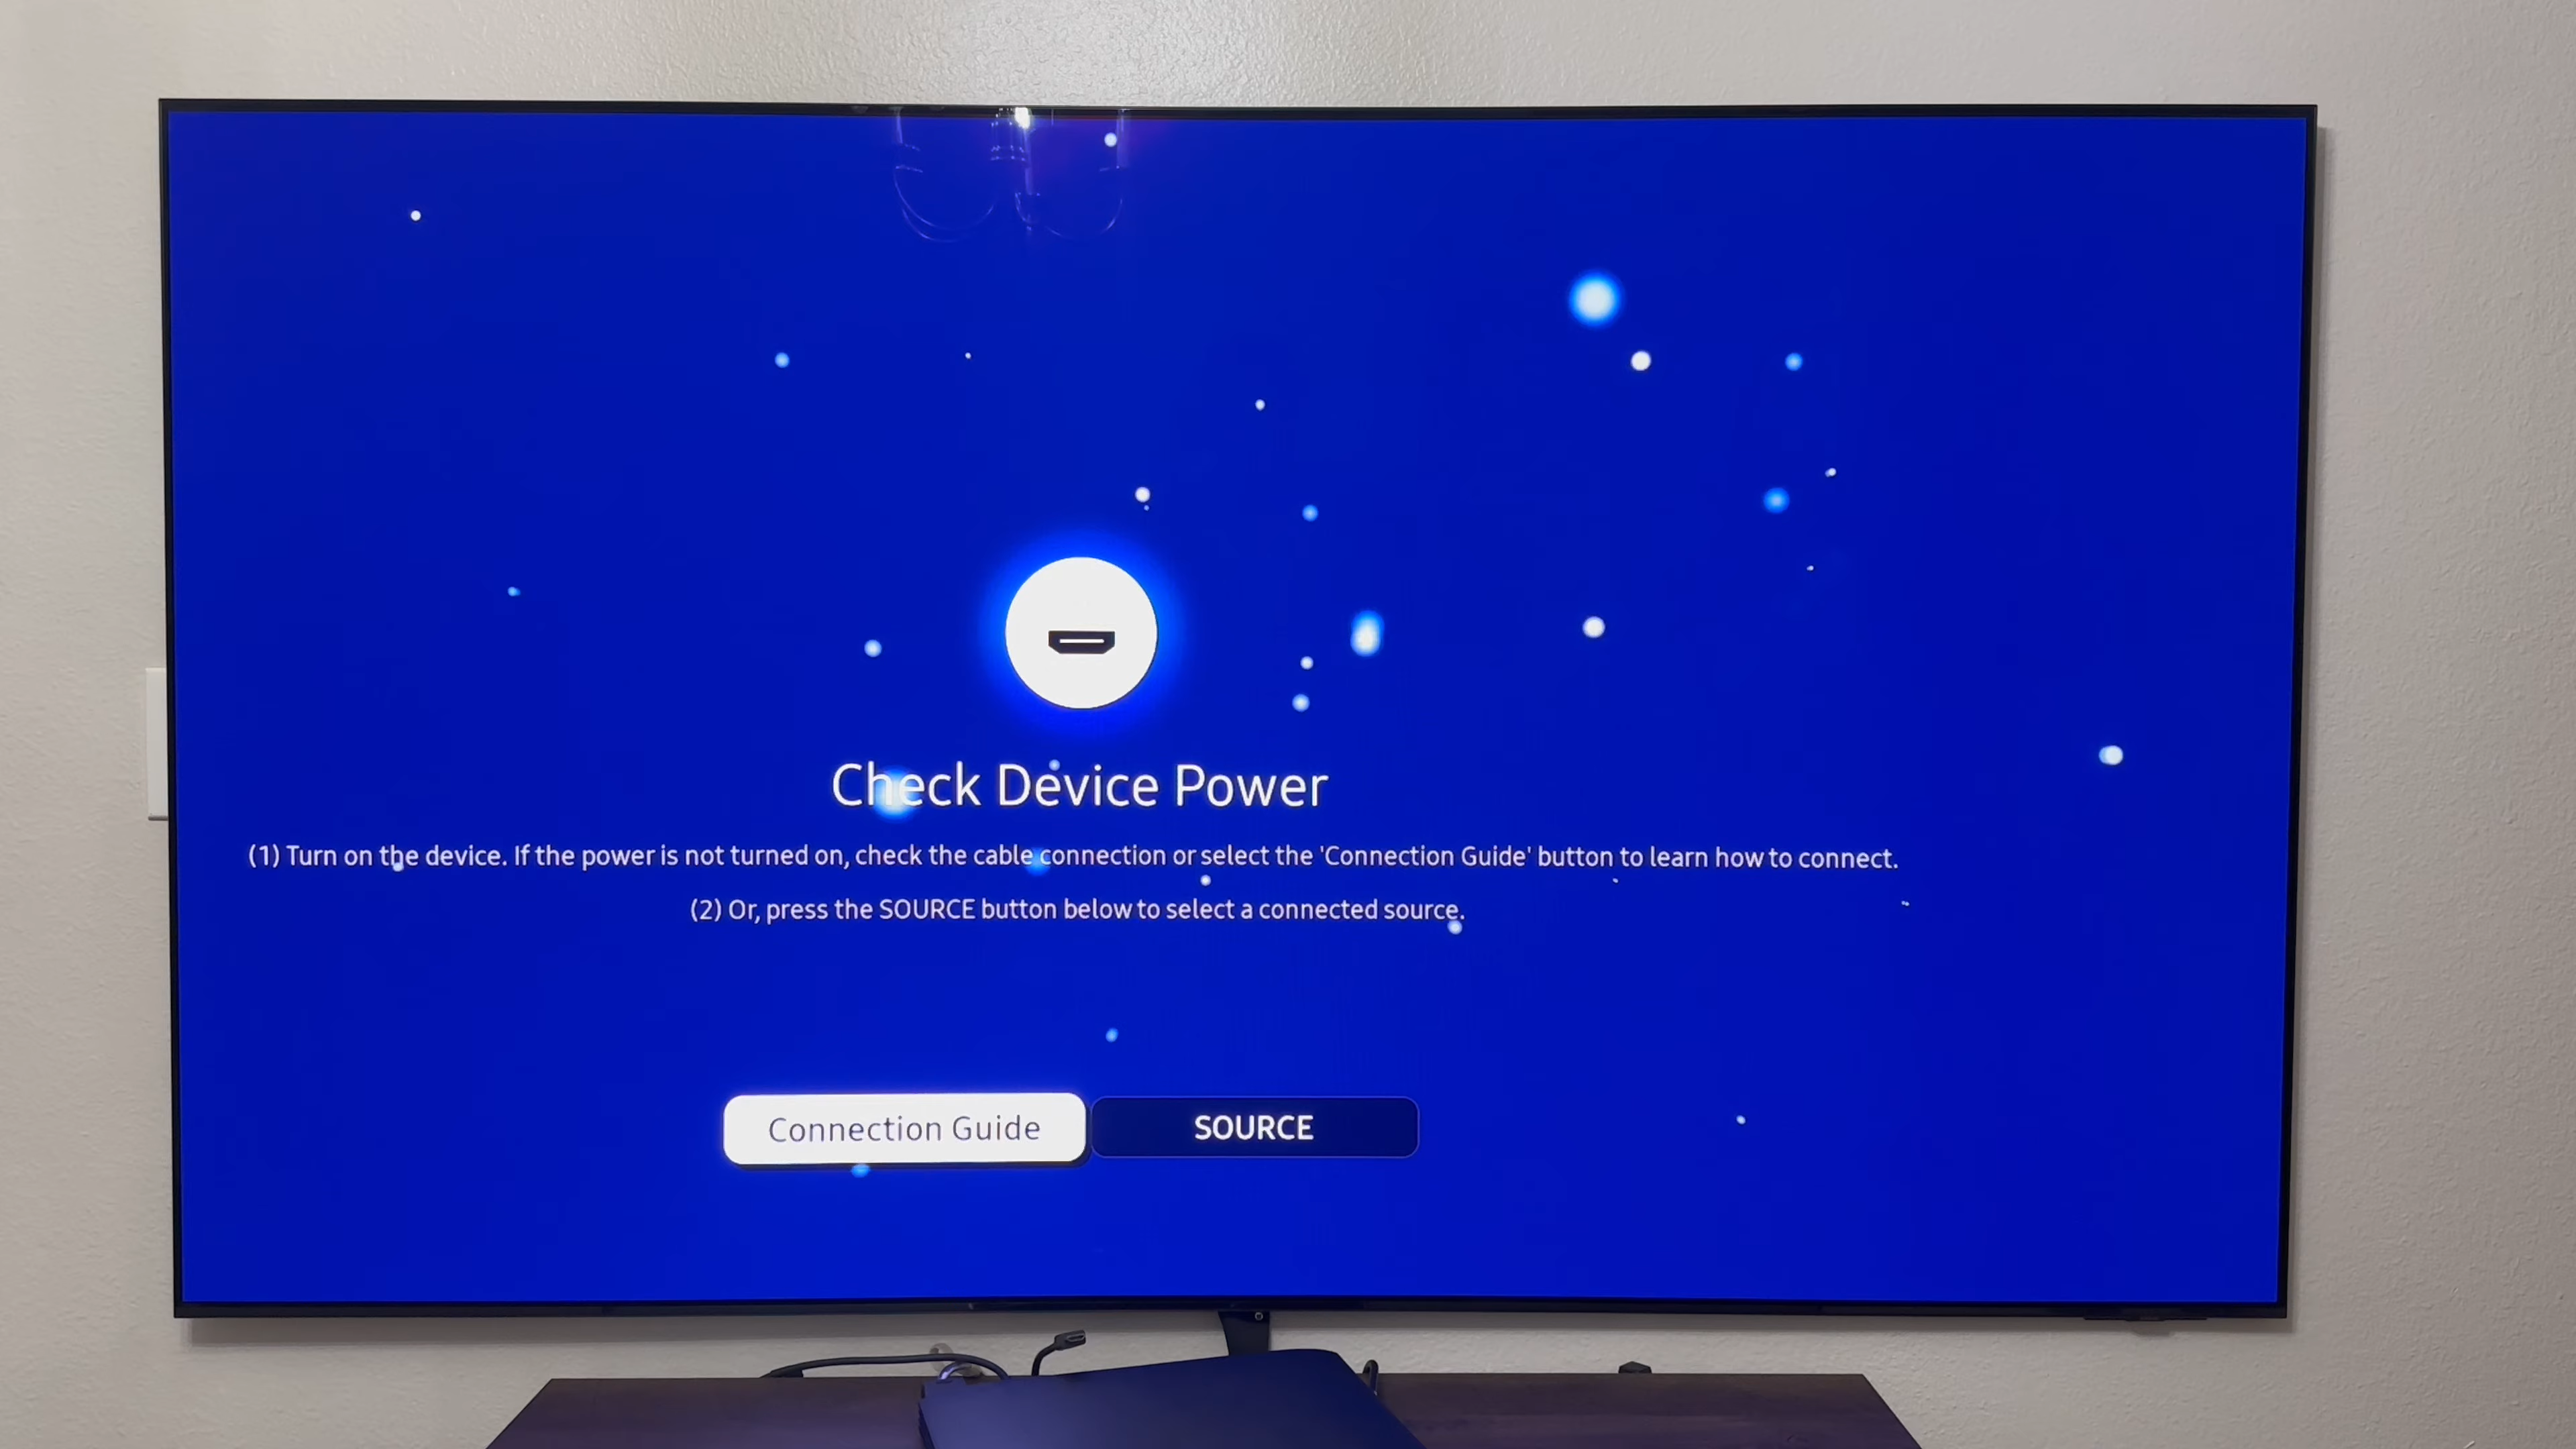 Check Device Power
(1) Turn on the device. If the power is not turned on, check the cable connection or select the 'Connection Guide' button to learn how to connect.
(2) Or, press the SOURCE button below to select a connected source.
Connection Guide
SOURCE